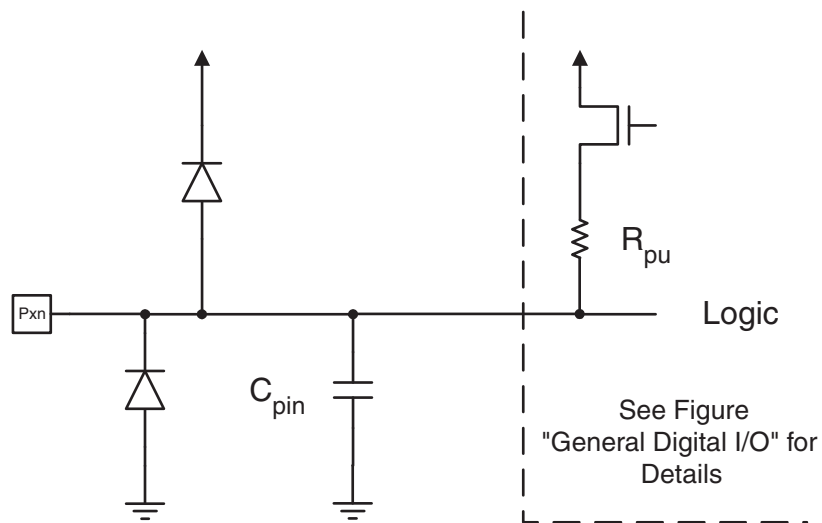 R_pu
Pxn
Logic
C_pin
See Figure
"General Digital I/O" for
Details